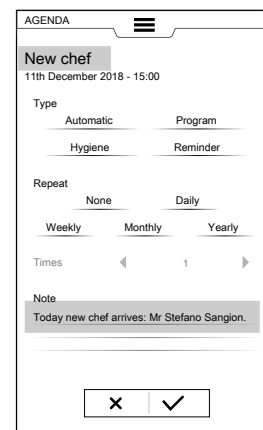 AGENDA
New chef
11th December 2018 - 15:00
Type
Automatic Program
Hygiene Reminder
Repeat
None Daily
Weekly Monthly Yearly
Times 1
Note
Today new chef arrives: Mr Stefano Sangion.